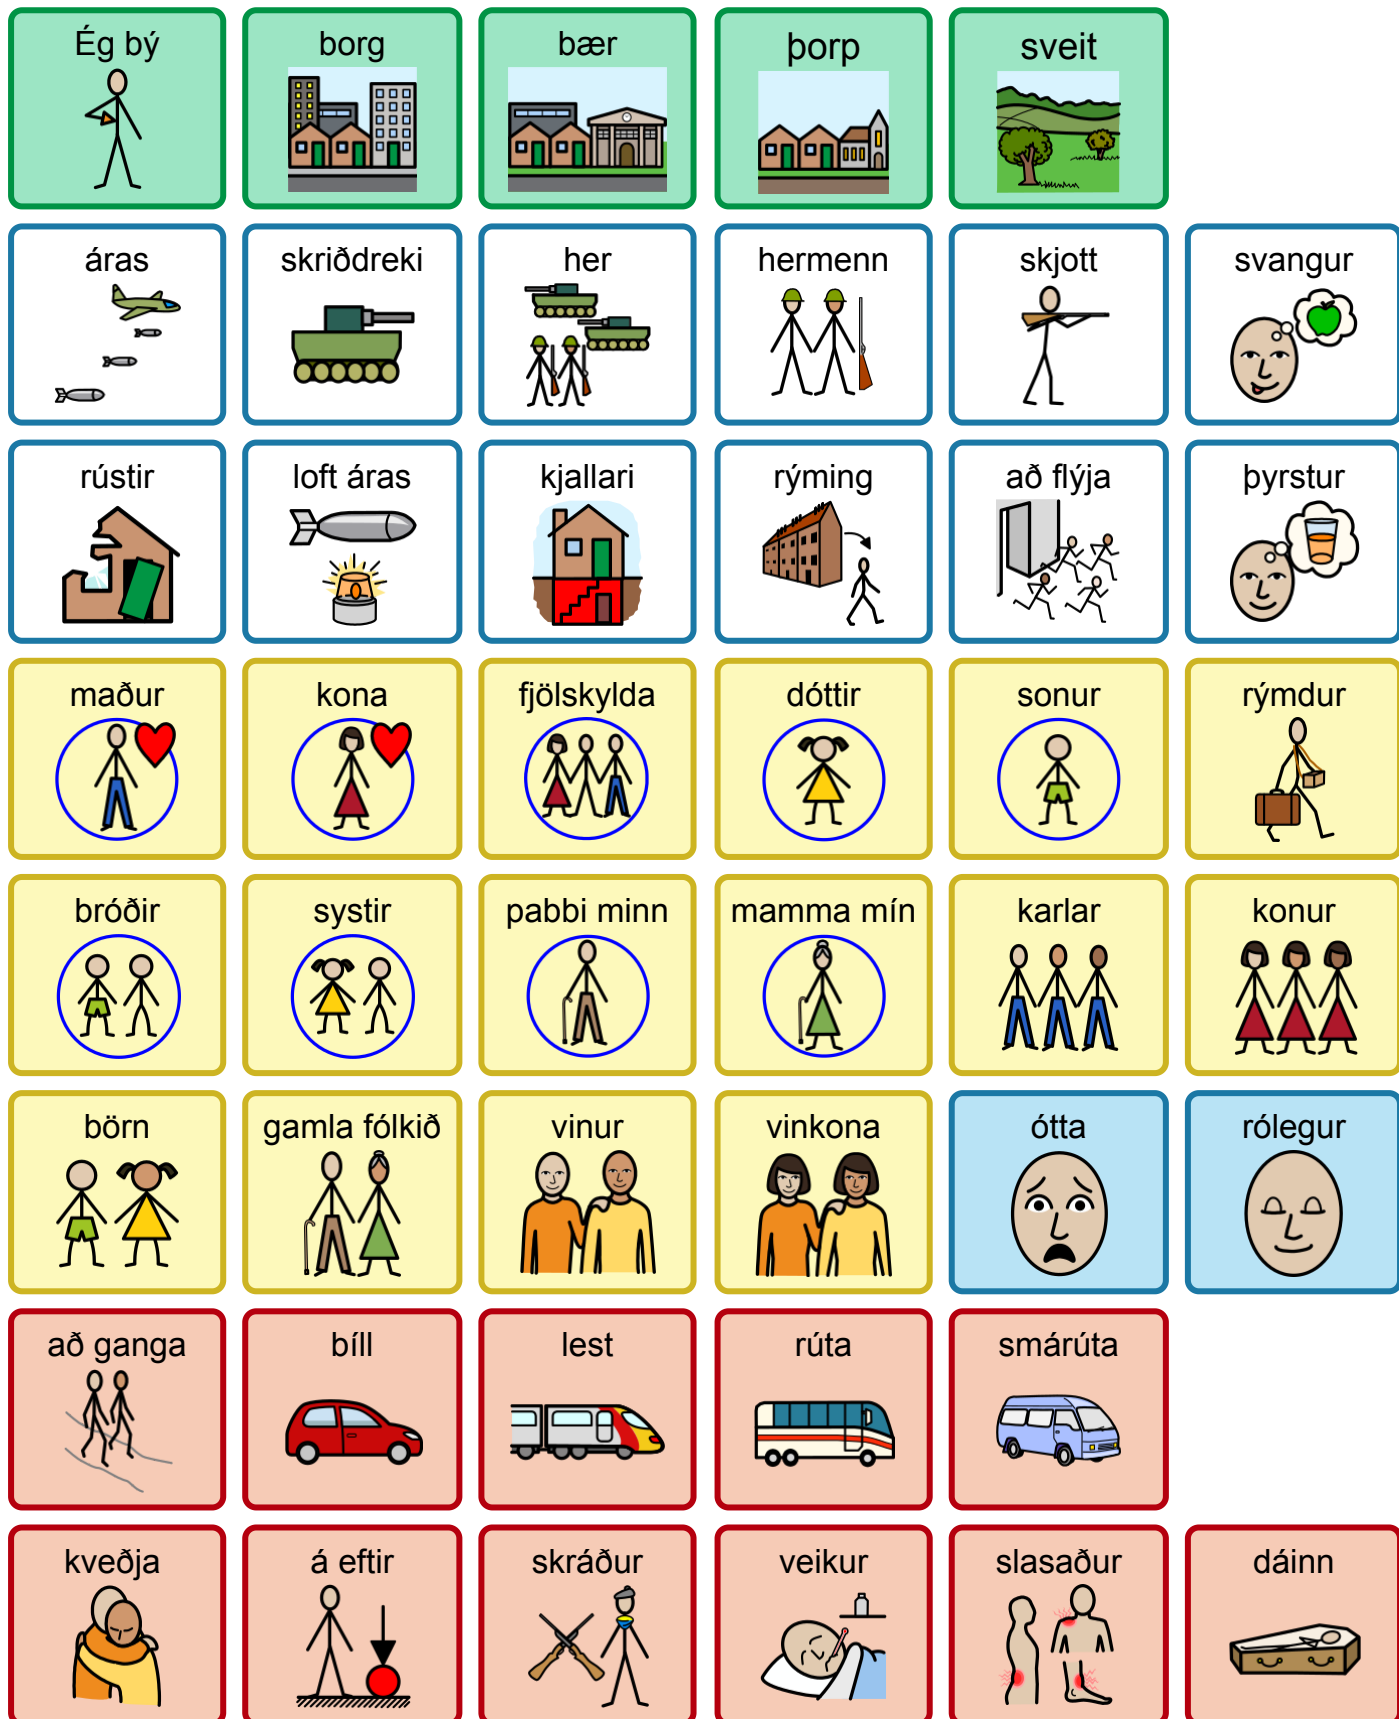 Ég bý
borg
bær
þorp
sveit
áras
skriðdreki
her
hermenn
skjott
svangur
rústir
loft áras
kjallari
rýming
að flýja
þyrstur
maður
kona
fjölskylda
dóttir
sonur
rýmdur
bróðir
systir
pabbi minn
mamma mín
karlar
konur
börn
gamla fólkið
vinur
vinkona
ótta
rólegur
að ganga
bíll
lest
rúta
smárúta
kveðja
á eftir
skráður
veikur
slasaður
dáinn